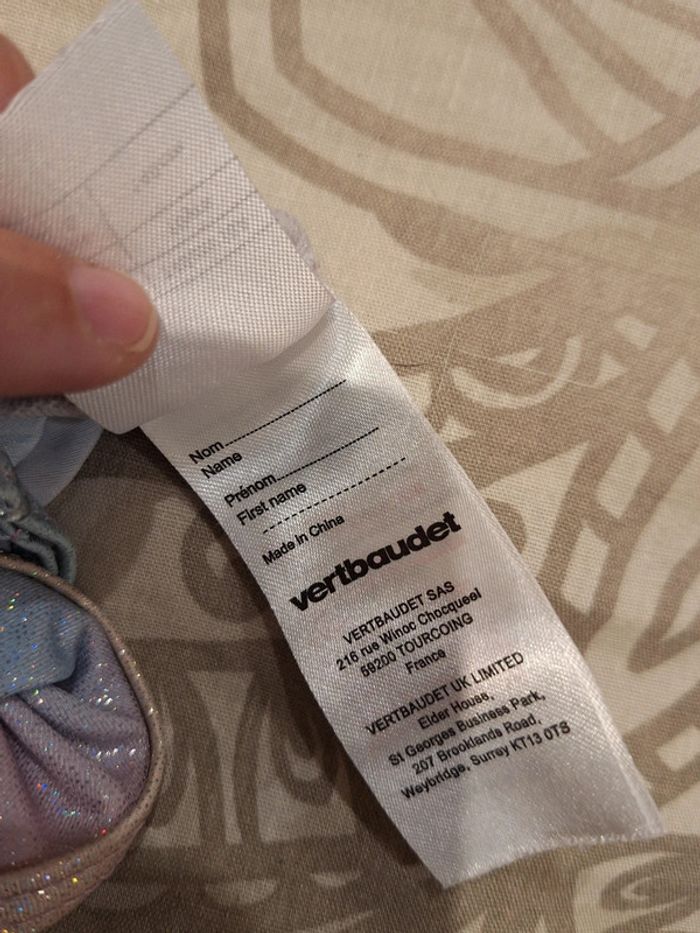 Nom
Name
Prénom
First name
Made in China
vertbaudet
VERTBAUDET SAS
216 rue Winoc Chocqueel
59200 TOURCOING
France
VERTBAUDET UK LIMITED
Elder House,
St Georges Business Park,
207 Brooklands Road,
Weybridge, Surrey KT13 0TS